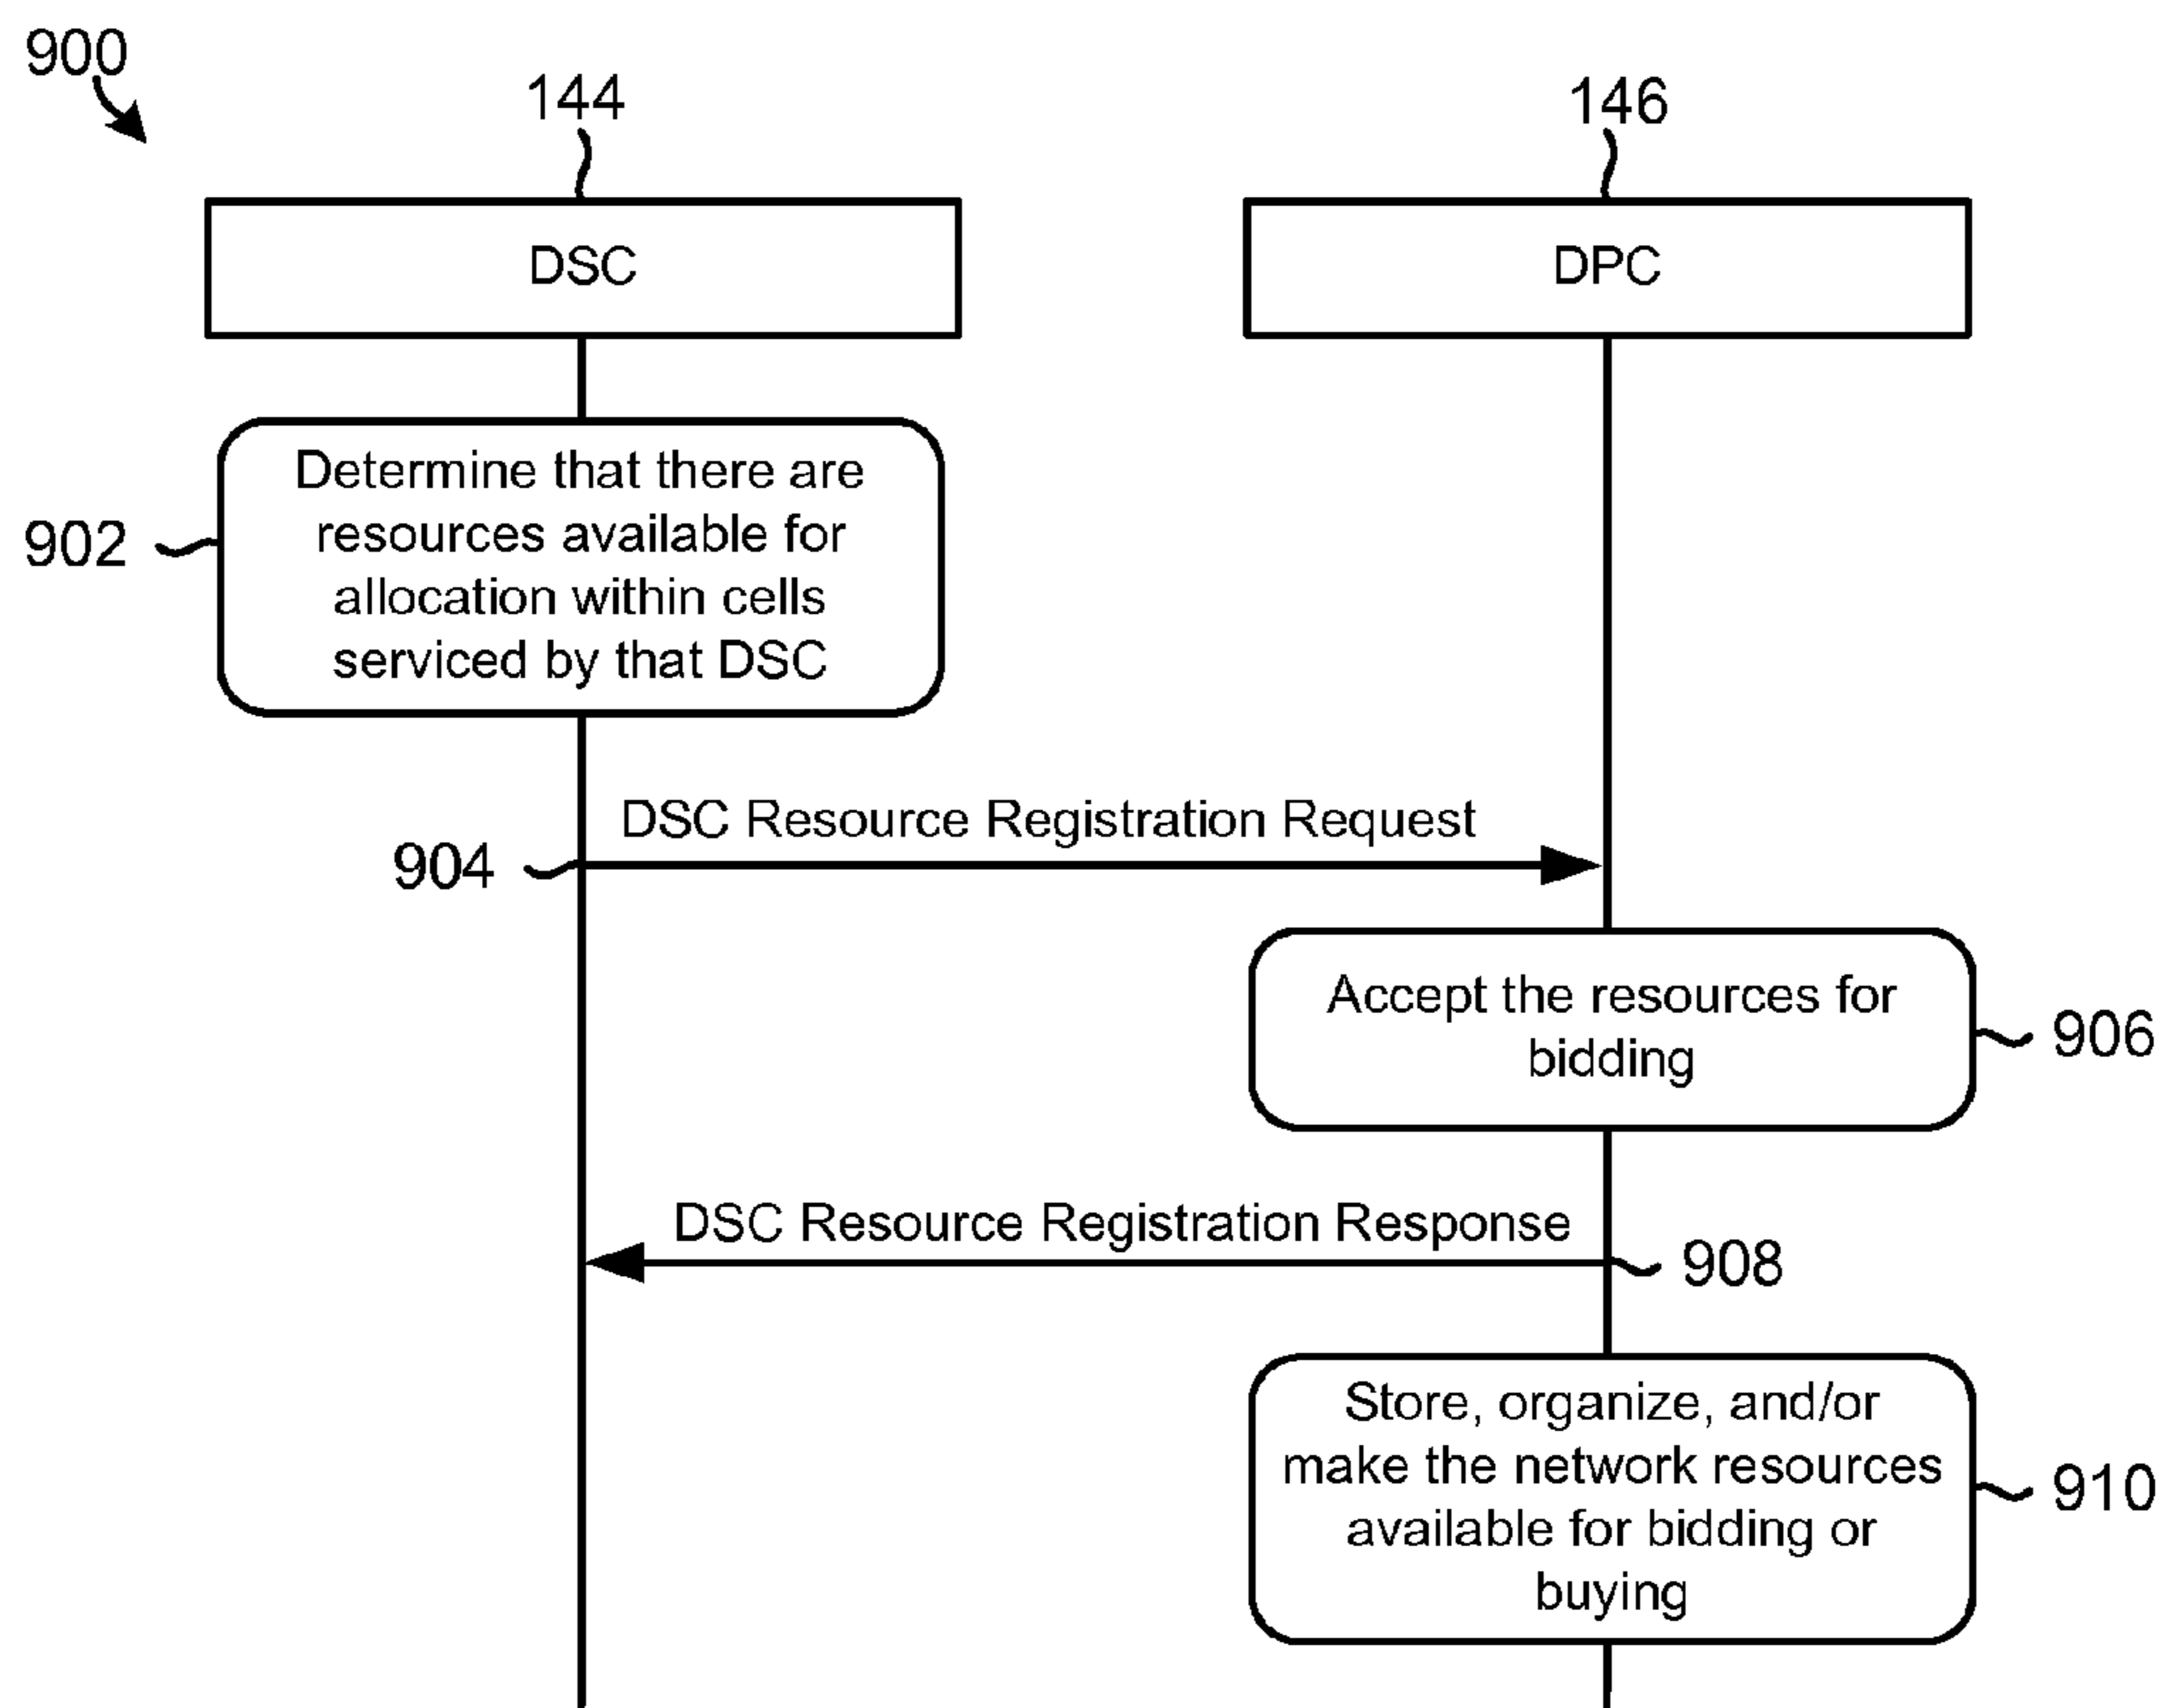 900
144
146
DSC
DPC
902
Determine that there are
resources available for
allocation within cells
serviced by that DSC
DSC Resource Registration Request
904
Accept the resources for
bidding
906
DSC Resource Registration Response
908
Store, organize, and/or
make the network resources
available for bidding or
buying
910